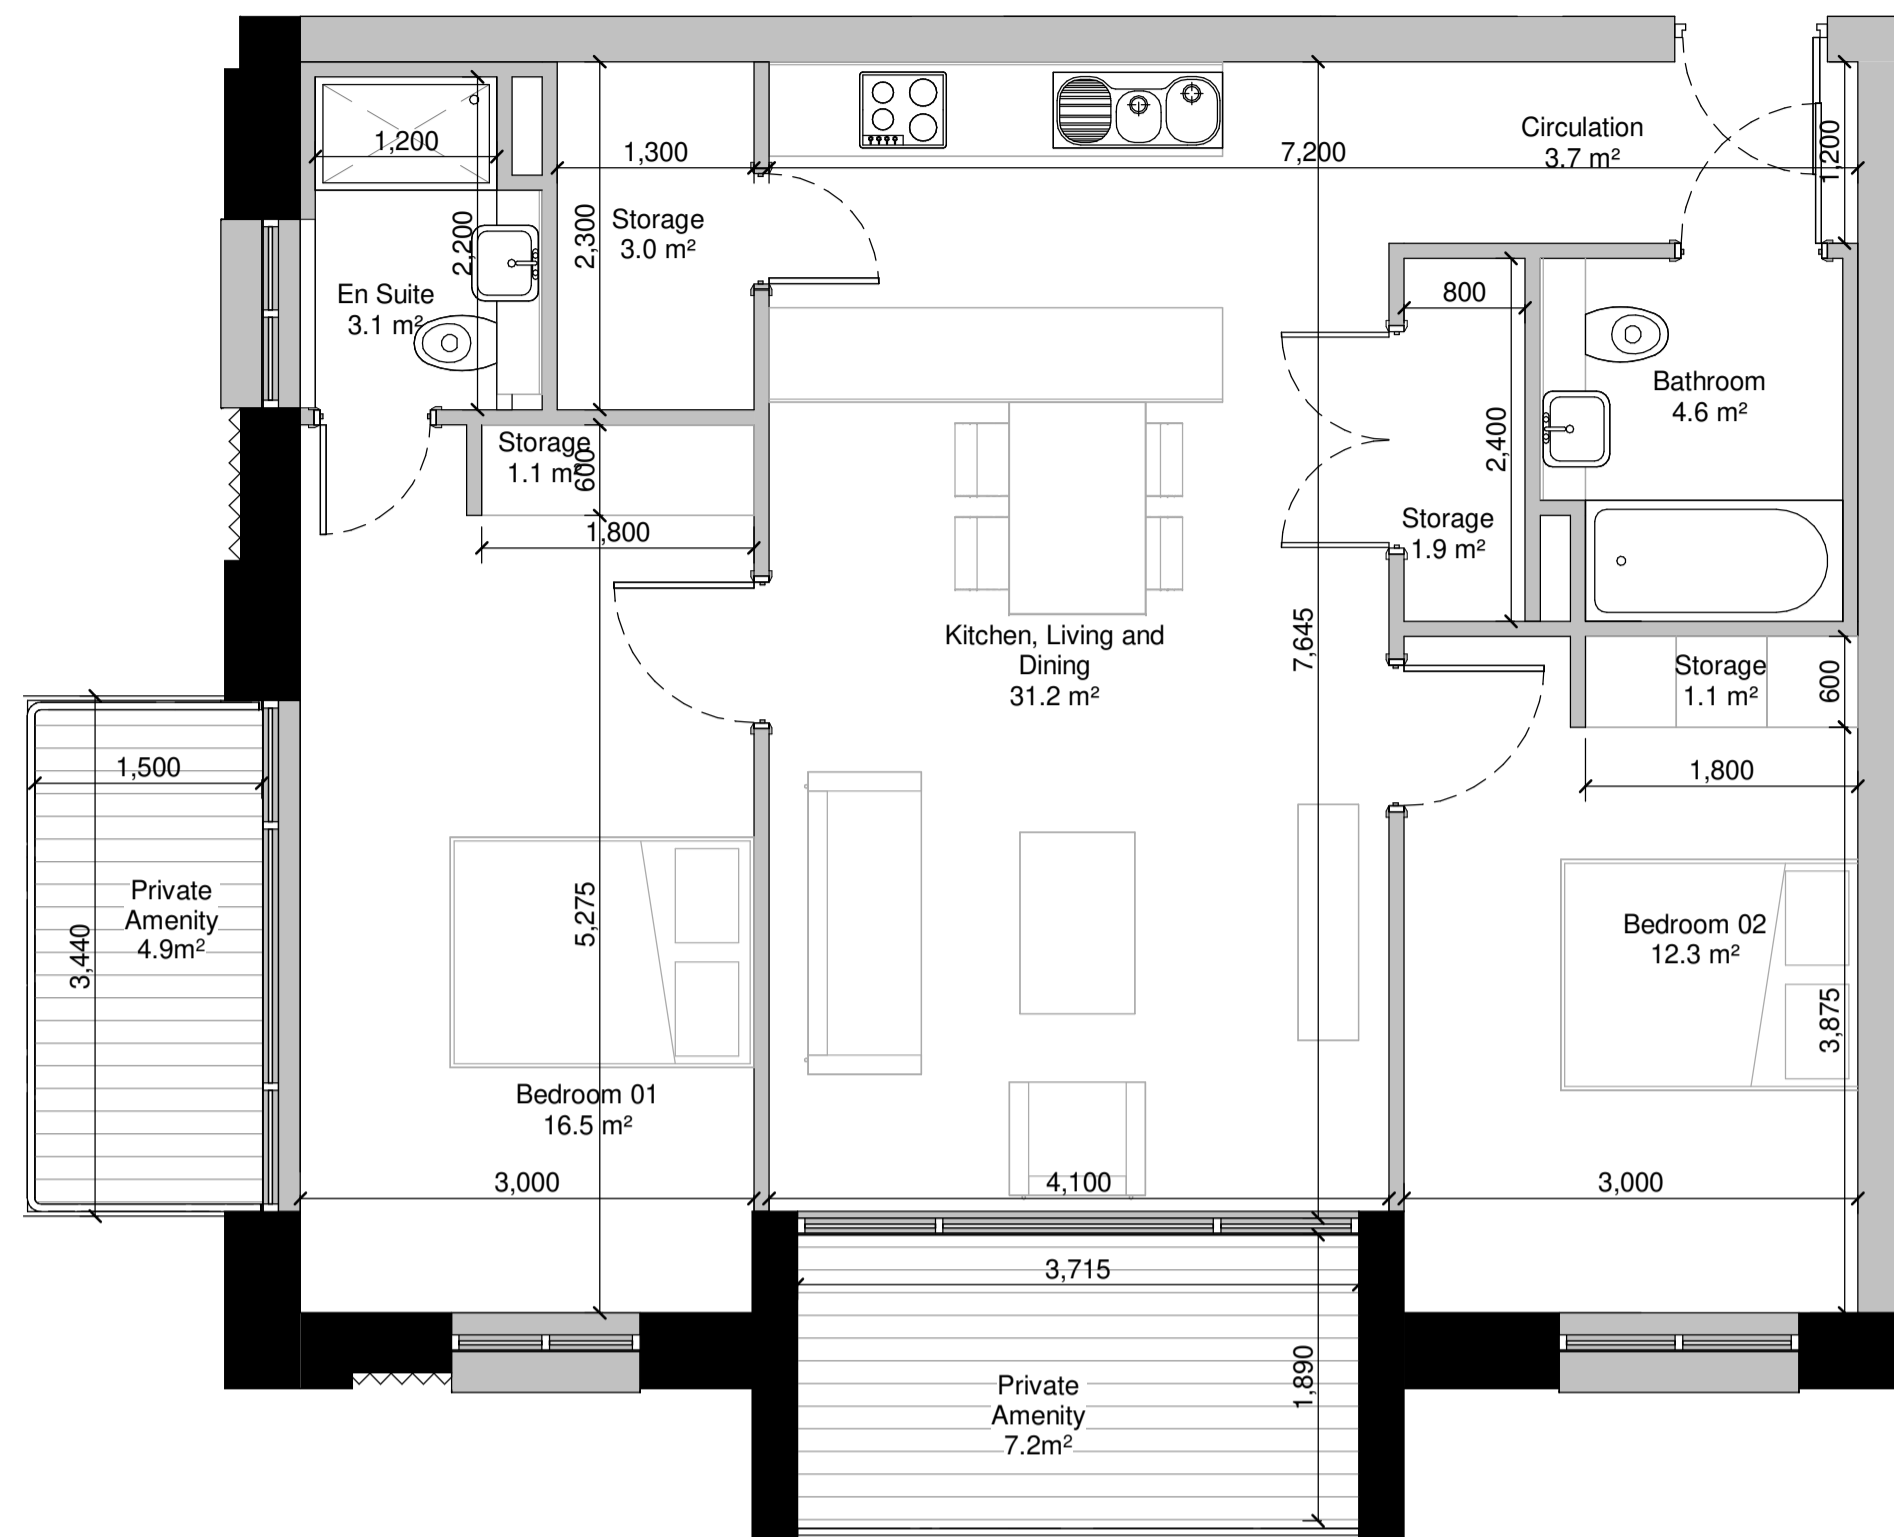 Circulation
3.7 m²
1,200
1,200
1,300
7,200
Storage
3.0 m²
2,200
2,300
En Suite
3.1 m²
800
Bathroom
4.6 m²
2,400
Storage
1.1 m²
600
1,800
Storage
1.9 m²
Kitchen, Living and
Dining
31.2 m²
7,645
Storage
1.1 m²
600
1,800
1,500
Private
Amenity
4.9m²
3,440
5,275
Bedroom 02
12.3 m²
3,875
Bedroom 01
16.5 m²
3,000
4,100
3,000
3,715
1,890
Private
Amenity
7.2m²